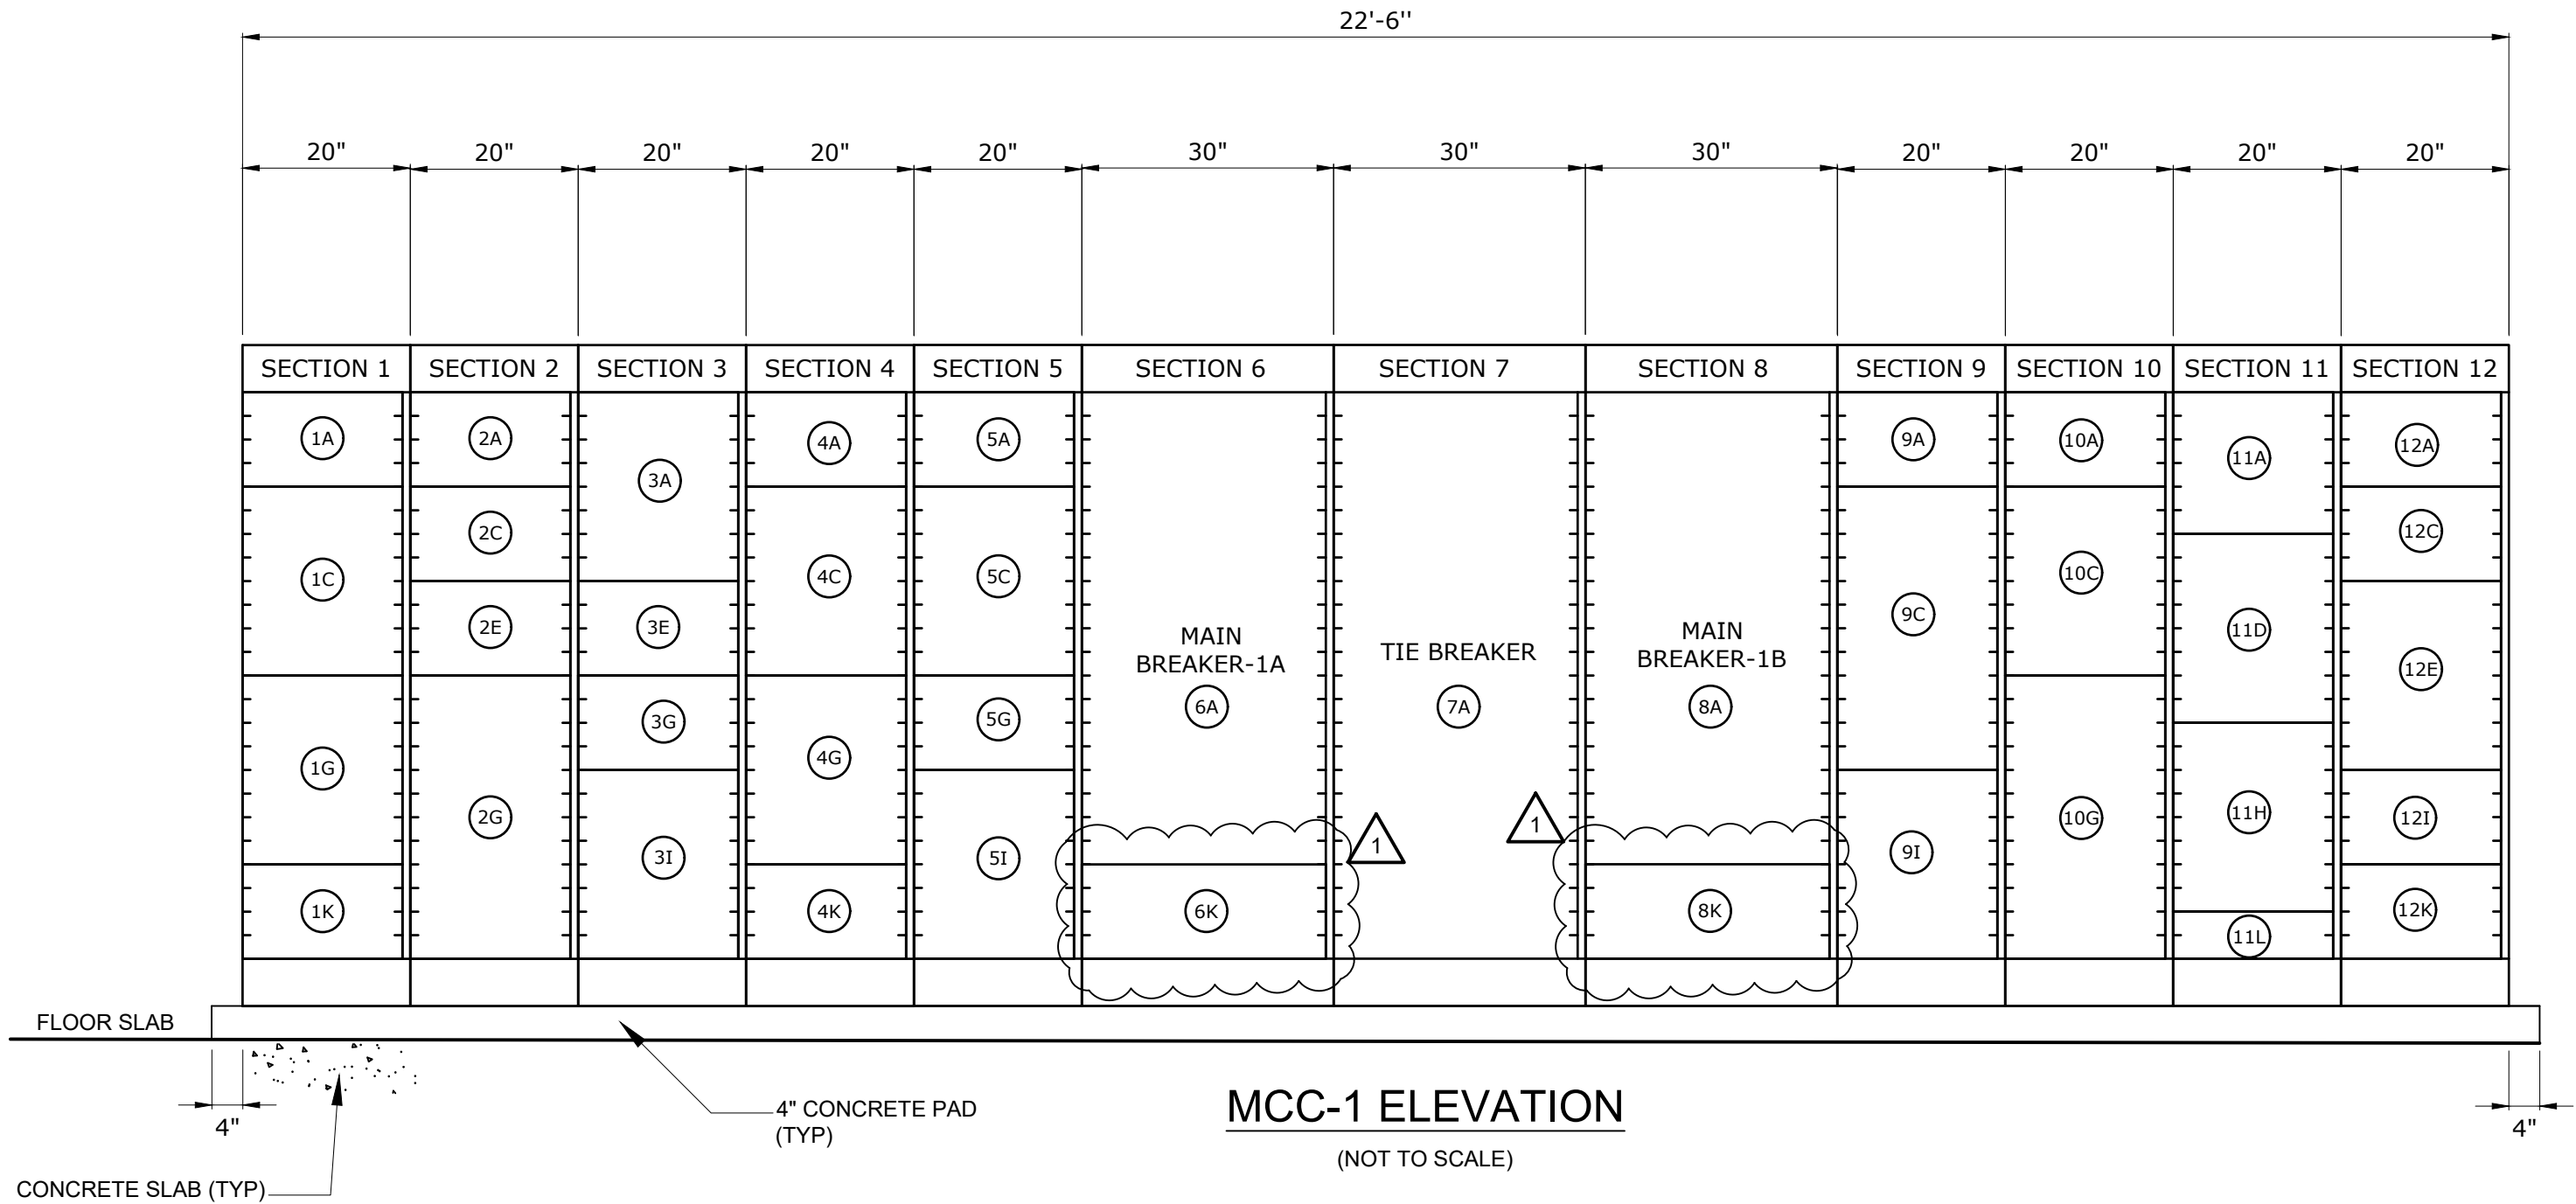 22'-6''
20" 20" 20" 20" 20" 30" 30" 30" 20" 20" 20" 20"
SECTION 1 SECTION 2 SECTION 3 SECTION 4 SECTION 5 SECTION 6 SECTION 7 SECTION 8 SECTION 9 SECTION 10 SECTION 11 SECTION 12
1A
1C
1G
1K
2A
2C
2E
2G
3A
3E
3G
3I
4A
4C
4G
4K
5A
5C
5G
5I
MAIN
BREAKER-1A
6A
6K
1
TIE BREAKER
7A
1
MAIN
BREAKER-1B
8A
8K
9A
9C
9I
10A
10C
10G
11A
11D
11H
11L
12A
12C
12E
12I
12K
FLOOR SLAB
4"
4" CONCRETE PAD
(TYP)
CONCRETE SLAB (TYP)
MCC-1 ELEVATION
(NOT TO SCALE)
4"